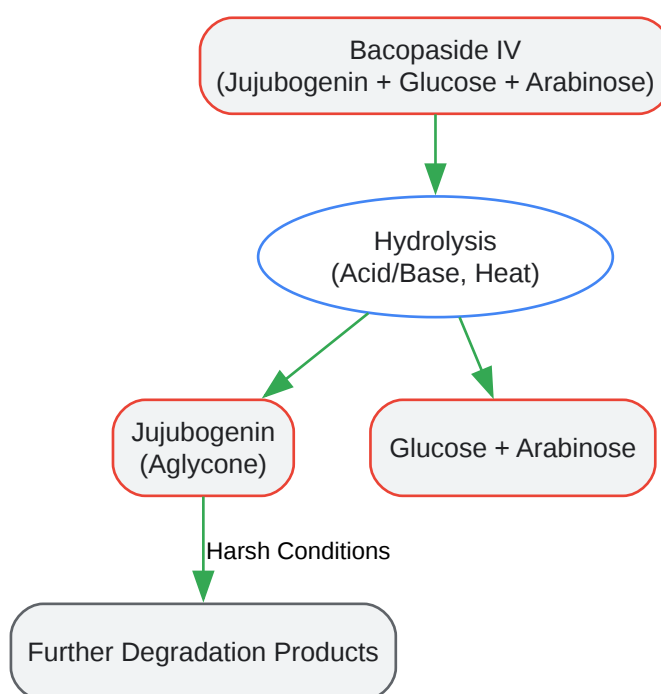 Bacopaside IV
(Jujubogenin + Glucose + Arabinose)
Hydrolysis
(Acid/Base, Heat)
Jujubogenin
(Aglycone)
Glucose + Arabinose
Harsh Conditions
Further Degradation Products